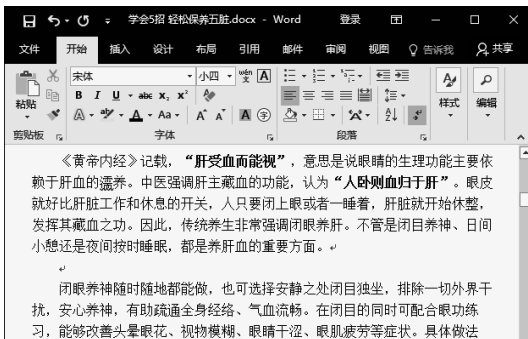 学会5招 轻松保养五脏.docx - Word 登录
文件 开始 插入 设计 布局 引用 邮件 审阅 视图 告诉我 共享
宋体 小四 wén 文 A
粘贴 B I U abc X₂ X² 样式 编辑
A aby A Aa A A A 字
剪贴板 字体 段落
《黄帝内经》记载，“肝受血而能视”，意思是说眼睛的生理功能主要依
赖于肝血的濡养。中医强调肝主藏血的功能，认为“人卧则血归于肝”。眼皮
就好比肝脏工作和休息的开关，人只要闭上眼或者一睡着，肝脏就开始休整，
发挥其藏血之功。因此，传统养生非常强调闭眼养肝。不管是闭目养神、日间
小憩还是夜间按时睡眠，都是养肝血的重要方面。
闭眼养神随时随地都能做，也可选择安静之处闭目独坐，排除一切外界干
扰，安心养神，有助疏通全身经络、气血流畅。在闭目的同时可配合眼功练
习，能够改善头晕眼花、视物模糊、眼睛干涩、眼肌疲劳等症状。具体做法